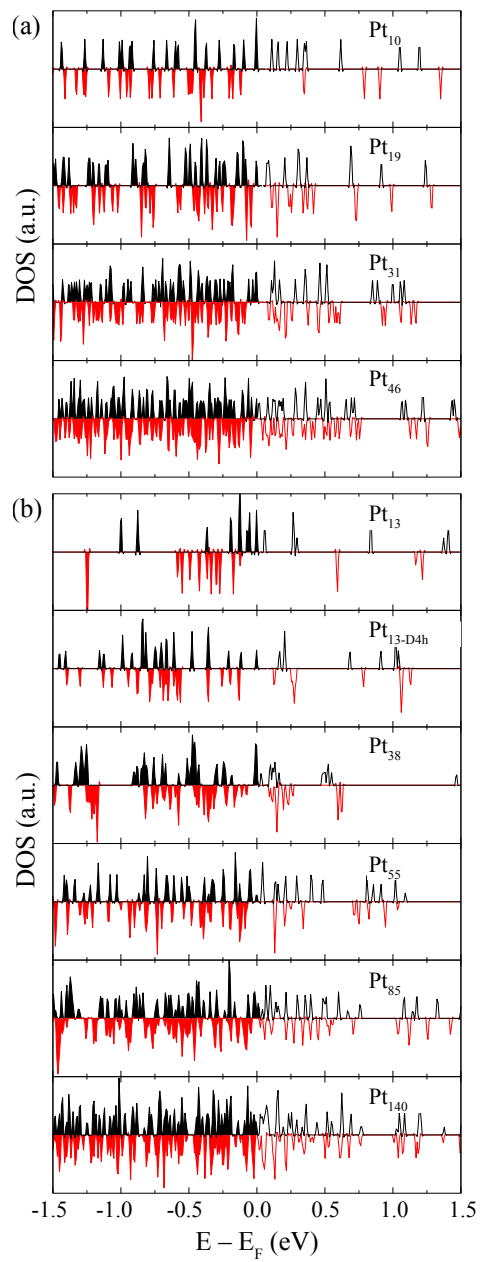 (a)
Pt10
Pt19
Pt31
Pt46
DOS (a.u.)
(b)
Pt13
Pt13-D4h
Pt38
Pt55
Pt85
Pt140
DOS (a.u.)
-1.5 -1.0 -0.5 0.0 0.5 1.0 1.5
E – EF (eV)